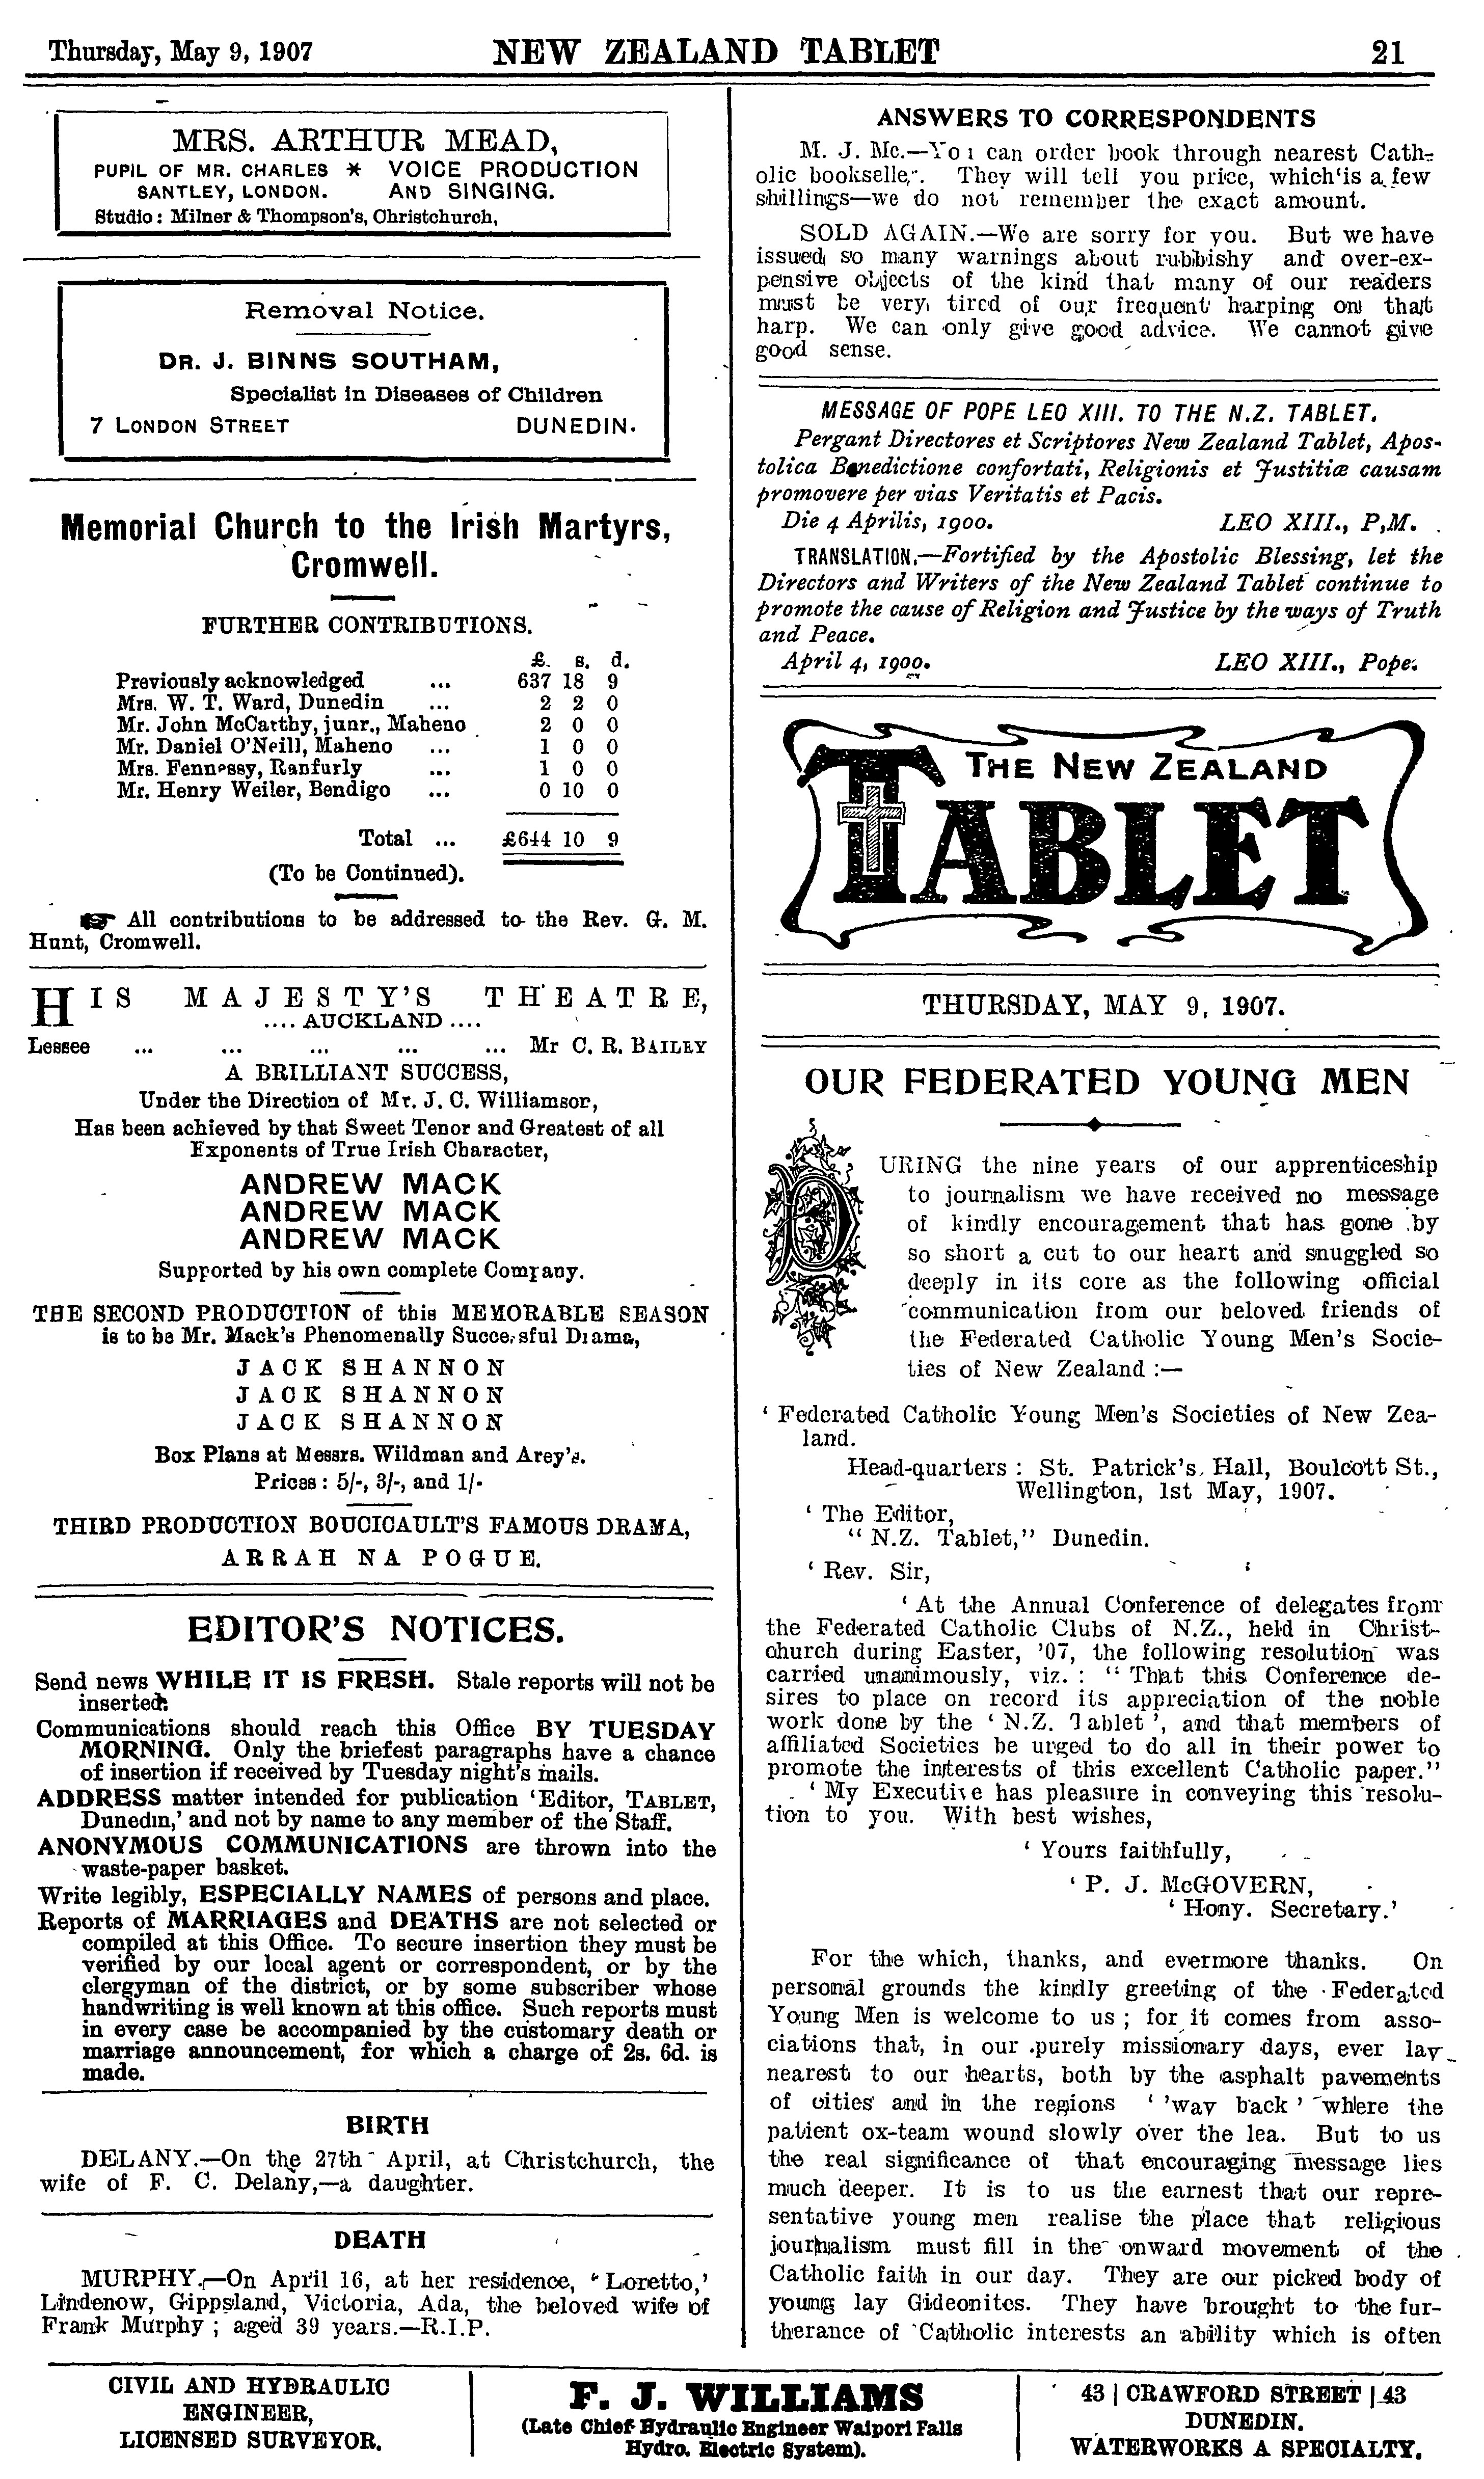 Thursday, May 9, 1907 NEW ZEALAND TABLET 21
MRS. ARTHUR MEAD,
PUPIL OF MR. CHARLES * VOICE PRODUCTION
SANTLEY, LONDON. AND SINGING.
Studio: Milner & Thompson's, Christchurch,
Removal Notice.
DR. J. BINNS SOUTHAM,
Specialist in Diseases of Children
7 LONDON STREET DUNEDIN.
Memorial Church to the Irish Martyrs,
Cromwell.
FURTHER CONTRIBUTIONS.
£. s. d.
Previously acknowledged ... 637 18 9
Mrs. W. T. Ward, Dunedin ... 2 2 0
Mr. John McCarthy, junr., Maheno 2 0 0
Mr. Daniel O'Neill, Maheno ... 1 0 0
Mrs. Fennessy, Ranfurly ... 1 0 0
Mr. Henry Weiler, Bendigo ... 0 10 0
Total ... £644 10 9
(To be Continued).
☛ All contributions to be addressed to the Rev. G. M.
Hunt, Cromwell.
HIS MAJESTY'S THEATRE,
.... AUCKLAND ....
Lessee ... ... ... ... ... Mr C. R. BAILEY
A BRILLIANT SUCCESS,
Under the Direction of Mr. J. C. Williamson,
Has been achieved by that Sweet Tenor and Greatest of all
Exponents of True Irish Character,
ANDREW MACK
ANDREW MACK
ANDREW MACK
Supported by his own complete Company.
THE SECOND PRODUCTION of this MEMORABLE SEASON
is to be Mr. Mack's Phenomenally Successful Drama,
JACK SHANNON
JACK SHANNON
JACK SHANNON
Box Plans at Messrs. Wildman and Arey's.
Prices: 5/-, 3/-, and 1/-
THIRD PRODUCTION BOUCICAULT'S FAMOUS DRAMA,
ARRAH NA POGUE.
EDITOR'S NOTICES.
Send news WHILE IT IS FRESH. Stale reports will not be
inserted.
Communications should reach this Office BY TUESDAY
MORNING. Only the briefest paragraphs have a chance
of insertion if received by Tuesday night's mails.
ADDRESS matter intended for publication 'Editor, TABLET,
Dunedin,' and not by name to any member of the Staff.
ANONYMOUS COMMUNICATIONS are thrown into the
waste-paper basket.
Write legibly, ESPECIALLY NAMES of persons and place.
Reports of MARRIAGES and DEATHS are not selected or
compiled at this Office. To secure insertion they must be
verified by our local agent or correspondent, or by the
clergyman of the district, or by some subscriber whose
handwriting is well known at this office. Such reports must
in every case be accompanied by the customary death or
marriage announcement, for which a charge of 2s. 6d. is
made.
BIRTH
DELANY.—On the 27th April, at Christchurch, the
wife of F. C. Delany,—a daughter.
DEATH
MURPHY.—On April 16, at her residence, 'Loretto,'
Lindenow, Gippsland, Victoria, Ada, the beloved wife of
Frank Murphy; aged 39 years.—R.I.P.
ANSWERS TO CORRESPONDENTS
M. J. Mc.—You can order book through nearest Cath-
olic bookseller. They will tell you price, which is a few
shillings—we do not remember the exact amount.
SOLD AGAIN.—We are sorry for you. But we have
issued so many warnings about rubbishy and over-ex-
pensive objects of the kind that many of our readers
must be very tired of our frequent harping on that
harp. We can only give good advice. We cannot give
good sense.
MESSAGE OF POPE LEO XIII. TO THE N.Z. TABLET.
Pergant Directores et Scriptores New Zealand Tablet, Apos-
tolica Benedictione confortati, Religionis et Justitiæ causam
promovere per vias Veritatis et Pacis.
Die 4 Aprilis, 1900. LEO XIII., P,M.
TRANSLATION.—Fortified by the Apostolic Blessing, let the
Directors and Writers of the New Zealand Tablet continue to
promote the cause of Religion and Justice by the ways of Truth
and Peace.
April 4, 1900. LEO XIII., Pope.
THE NEW ZEALAND
TABLET
THURSDAY, MAY 9, 1907.
OUR FEDERATED YOUNG MEN
DURING the nine years of our apprenticeship
to journalism we have received no message
of kindly encouragement that has gone by
so short a cut to our heart and snuggled so
deeply in its core as the following official
communication from our beloved friends of
the Federated Catholic Young Men's Socie-
ties of New Zealand :—
' Federated Catholic Young Men's Societies of New Zea-
land.
Head-quarters : St. Patrick's Hall, Boulcott St.,
Wellington, 1st May, 1907.
' The Editor,
" N.Z. Tablet," Dunedin.
' Rev. Sir,
' At the Annual Conference of delegates from
the Federated Catholic Clubs of N.Z., held in Christ-
church during Easter, '07, the following resolution was
carried unanimously, viz. : " That this Conference de-
sires to place on record its appreciation of the noble
work done by the ' N.Z. Tablet ', and that members of
affiliated Societies be urged to do all in their power to
promote the interests of this excellent Catholic paper."
' My Executive has pleasure in conveying this resolu-
tion to you. With best wishes,
' Yours faithfully,
' P. J. McGOVERN,
' Hony. Secretary.'
For the which, thanks, and evermore thanks. On
personal grounds the kindly greeting of the Federated
Young Men is welcome to us ; for it comes from asso-
ciations that, in our purely missionary days, ever lay
nearest to our hearts, both by the asphalt pavements
of cities and in the regions ' 'way back ' where the
patient ox-team wound slowly o'er the lea. But to us
the real significance of that encouraging message lies
much deeper. It is to us the earnest that our repre-
sentative young men realise the place that religious
journalism must fill in the onward movement of the
Catholic faith in our day. They are our picked body of
young lay Gideonites. They have brought to the fur-
therance of Catholic interests an ability which is often
CIVIL AND HYDRAULIC
ENGINEER,
LICENSED SURVEYOR.
F. J. WILLIAMS
(Late Chief Hydraulic Engineer Waipori Falls
Hydro. Electric System).
43 | CRAWFORD STREET | 43
DUNEDIN.
WATERWORKS A SPECIALTY.